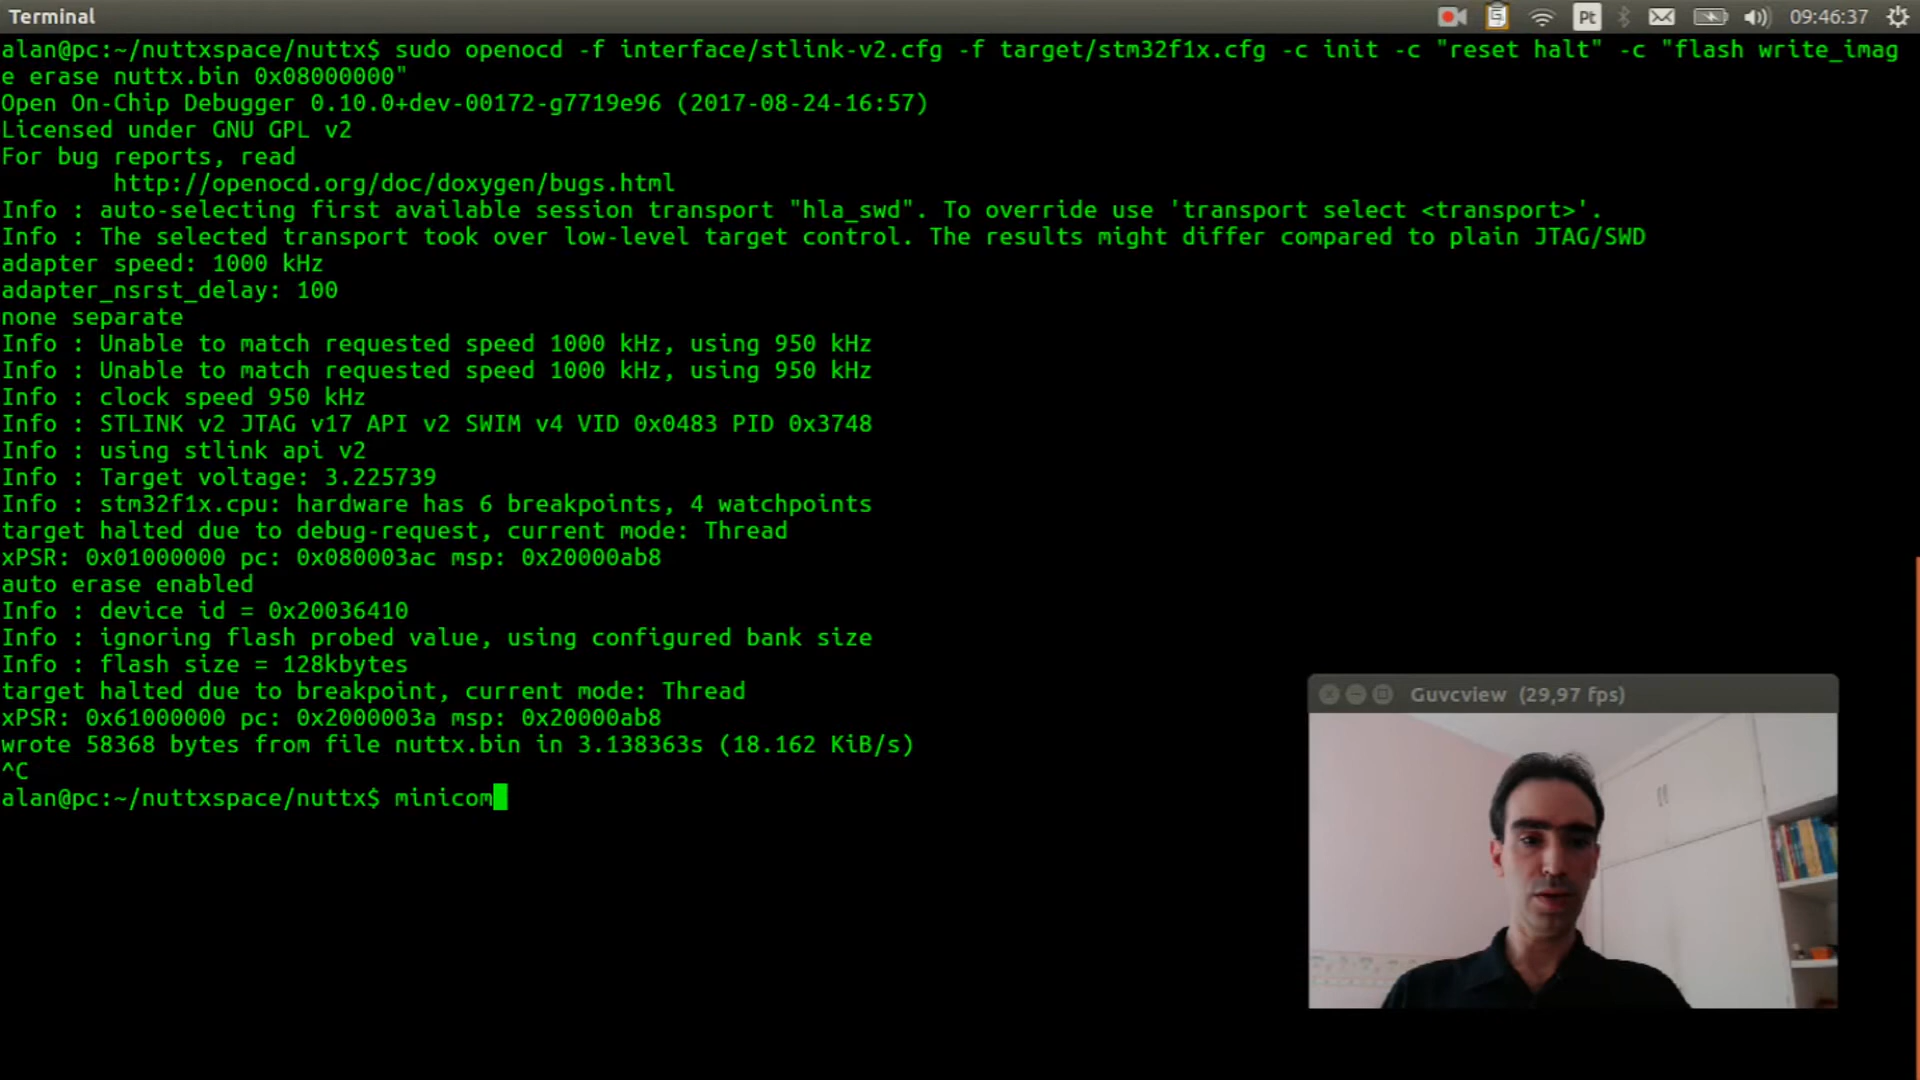 Terminal
Pt
09:46:37
alan@pc:~/nuttxspace/nuttx$ sudo openocd -f interface/stlink-v2.cfg -f target/stm32f1x.cfg -c init -c "reset halt" -c "flash write_imag
e erase nuttx.bin 0x08000000"
Open On-Chip Debugger 0.10.0+dev-00172-g7719e96 (2017-08-24-16:57)
Licensed under GNU GPL v2
For bug reports, read
http://openocd.org/doc/doxygen/bugs.html
Info : auto-selecting first available session transport "hla_swd". To override use 'transport select <transport>'.
Info : The selected transport took over low-level target control. The results might differ compared to plain JTAG/SWD
adapter speed: 1000 kHz
adapter_nsrst_delay: 100
none separate
Info : Unable to match requested speed 1000 kHz, using 950 kHz
Info : Unable to match requested speed 1000 kHz, using 950 kHz
Info : clock speed 950 kHz
Info : STLINK v2 JTAG v17 API v2 SWIM v4 VID 0x0483 PID 0x3748
Info : using stlink api v2
Info : Target voltage: 3.225739
Info : stm32f1x.cpu: hardware has 6 breakpoints, 4 watchpoints
target halted due to debug-request, current mode: Thread
xPSR: 0x01000000 pc: 0x080003ac msp: 0x20000ab8
auto erase enabled
Info : device id = 0x20036410
Info : ignoring flash probed value, using configured bank size
Info : flash size = 128kbytes
target halted due to breakpoint, current mode: Thread
xPSR: 0x61000000 pc: 0x2000003a msp: 0x20000ab8
wrote 58368 bytes from file nuttx.bin in 3.138363s (18.162 KiB/s)
^C
alan@pc:~/nuttxspace/nuttx$ minicom
Guvcview (29,97 fps)